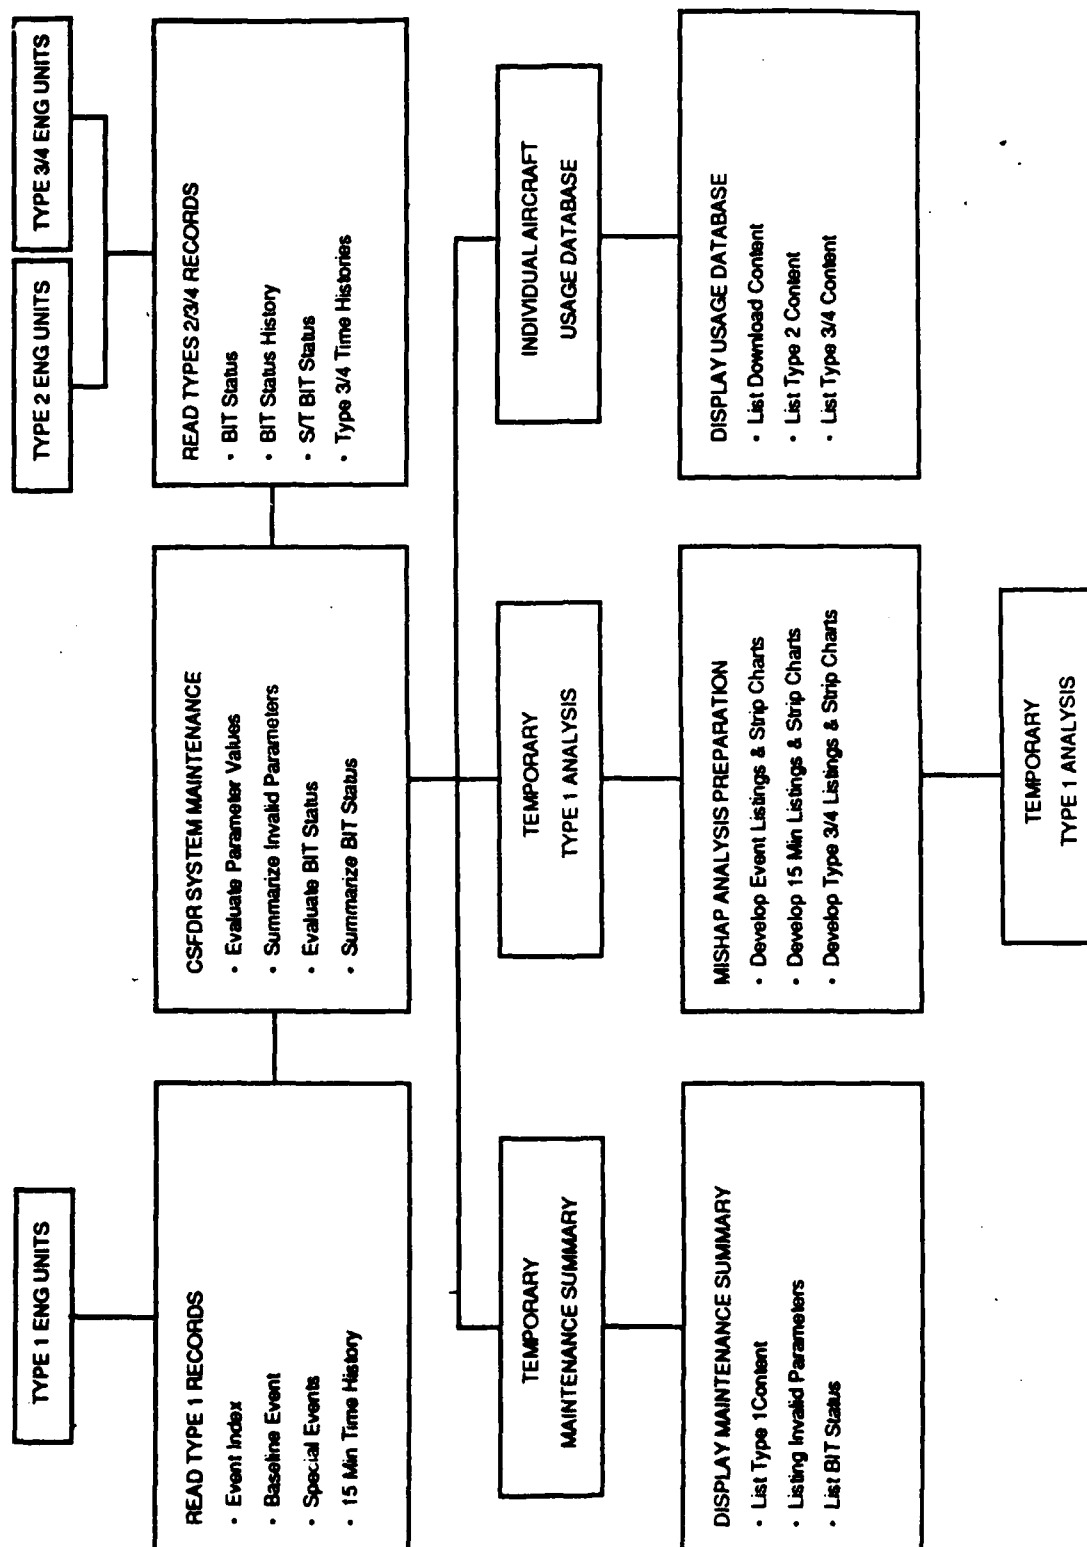 TYPE 1 ENG UNITS
TYPE 2 ENG UNITS
TYPE 3/4 ENG UNITS
READ TYPE 1 RECORDS
• Event Index
• Baseline Event
• Special Events
• 15 Min Time History
CSFDR SYSTEM MAINTENANCE
• Evaluate Parameter Values
• Summarize Invalid Parameters
• Evaluate BIT Status
• Summarize BIT Status
READ TYPES 2/3/4 RECORDS
• BIT Status
• BIT Status History
• S/T BIT Status
• Type 3/4 Time Histories
TEMPORARY
MAINTENANCE SUMMARY
TEMPORARY
TYPE 1 ANALYSIS
INDIVIDUAL AIRCRAFT
USAGE DATABASE
DISPLAY MAINTENANCE SUMMARY
• List Type 1Content
• Listing Invalid Parameters
• List BIT Status
MISHAP ANALYSIS PREPARATION
• Develop Event Listings & Strip Charts
• Develop 15 Min Listings & Strip Charts
• Develop Type 3/4 Listings & Strip Charts
DISPLAY USAGE DATABASE
• List Download Content
• List Type 2 Content
• List Type 3/4 Content
TEMPORARY
TYPE 1 ANALYSIS